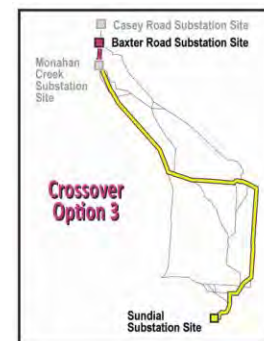 Casey Road Substation Site
Baxter Road Substation Site
Monahan
Creek
Substation
Site
Crossover
Option 3
Sundial
Substation Site